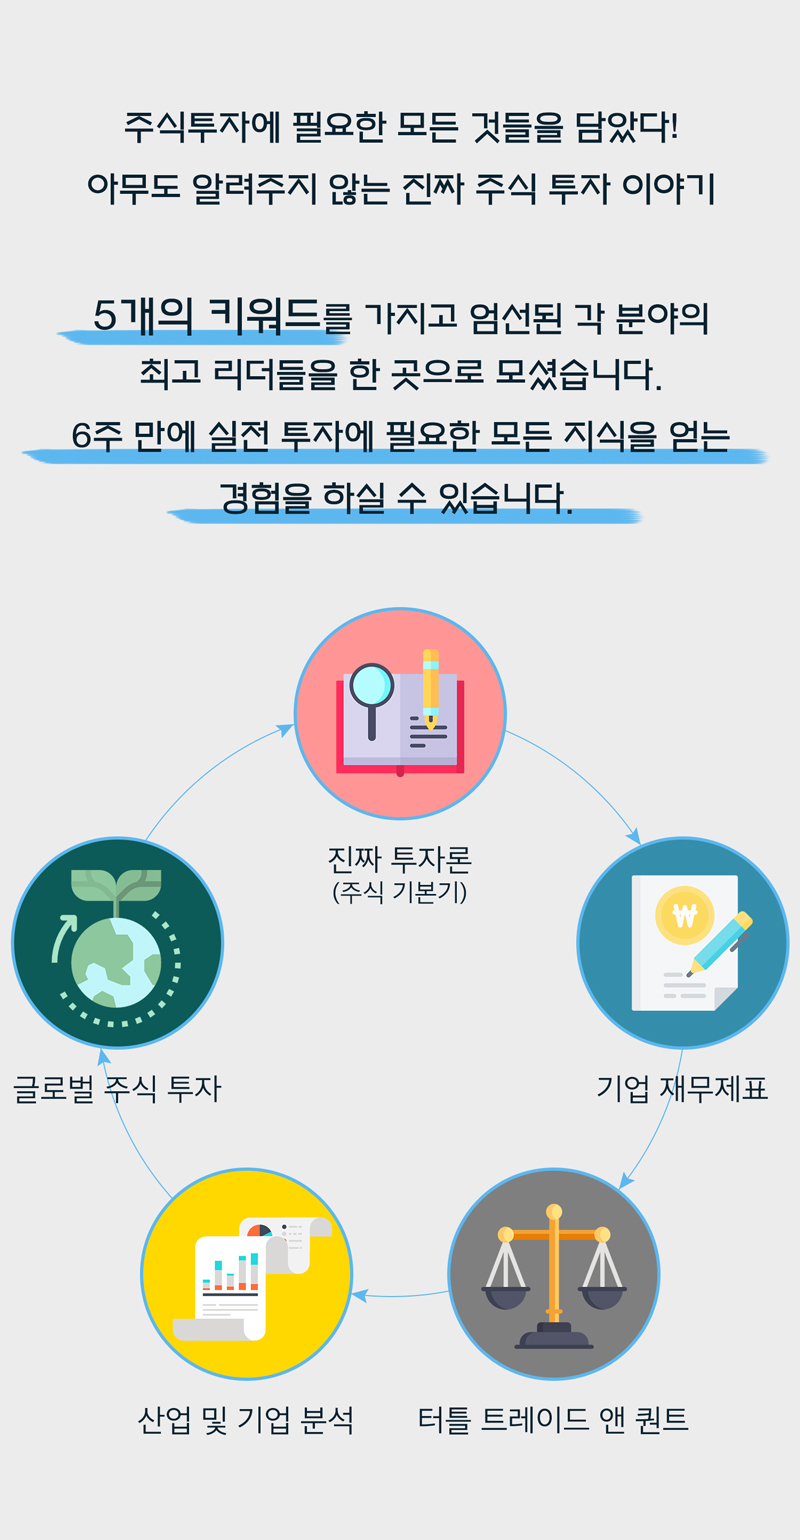 주식투자에 필요한 모든 것들을 담았다!
아무도 알려주지 않는 진짜 주식 투자 이야기
5개의 키워드를 가지고 엄선된 각 분야의
최고 리더들을 한 곳으로 모셨습니다.
6주 만에 실전 투자에 필요한 모든 지식을 얻는
경험을 하실 수 있습니다.
진짜 투자론
(주식 기본기)
₩
글로벌 주식 투자
기업 재무제표
산업 및 기업 분석
터틀 트레이드 앤 퀀트